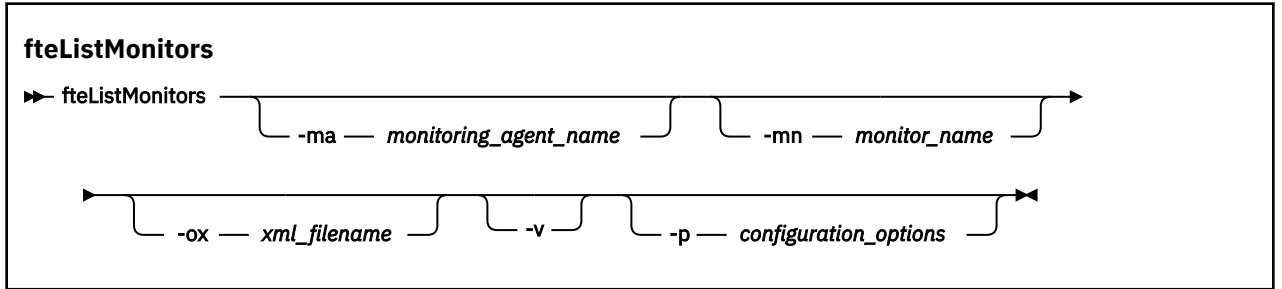 fteListMonitors
fteListMonitors
-ma monitoring_agent_name -mn monitor_name
-ox xml_filename -v -p configuration_options